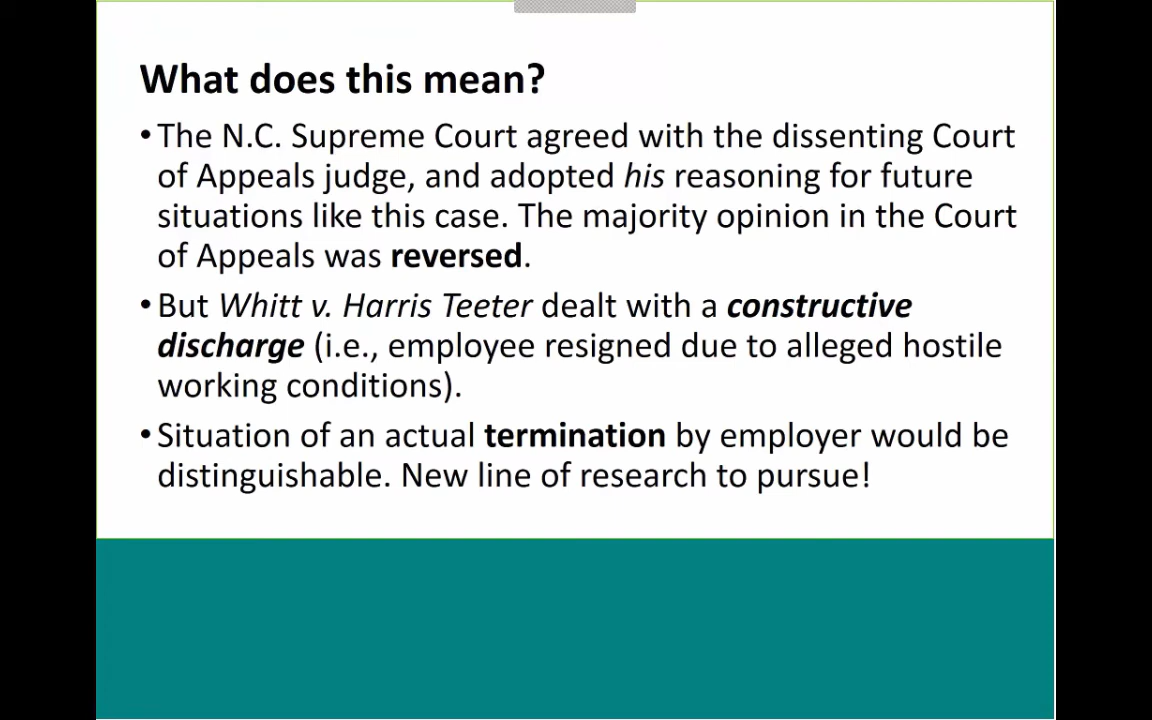 What does this mean?
• The N.C. Supreme Court agreed with the dissenting Court
of Appeals judge, and adopted his reasoning for future
situations like this case. The majority opinion in the Court
of Appeals was reversed.
• But Whitt v. Harris Teeter dealt with a constructive
discharge (i.e., employee resigned due to alleged hostile
working conditions).
• Situation of an actual termination by employer would be
distinguishable. New line of research to pursue!